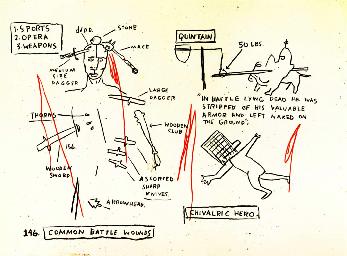 1·SPORTS
2·OPERA
3·WEAPONS
dead.
STONE
MACE
MEDIUM
SIZE
DAGGER
LARGE
DAGGER
THORNS
WOODEN
CLUB
156
WOODEN
SWORD
ASSORTED
SHARP
KNIVES.
ARROWHEAD.
146. COMMON BATTLE WOUNDS
QUINTAIN
50 LBS.
"IN BATTLE LYING DEAD HE WAS
STRIPPED OF HIS VALUABLE
ARMOR AND LEFT NAKED ON
THE GROUND".
CHIVALRIC HERO.